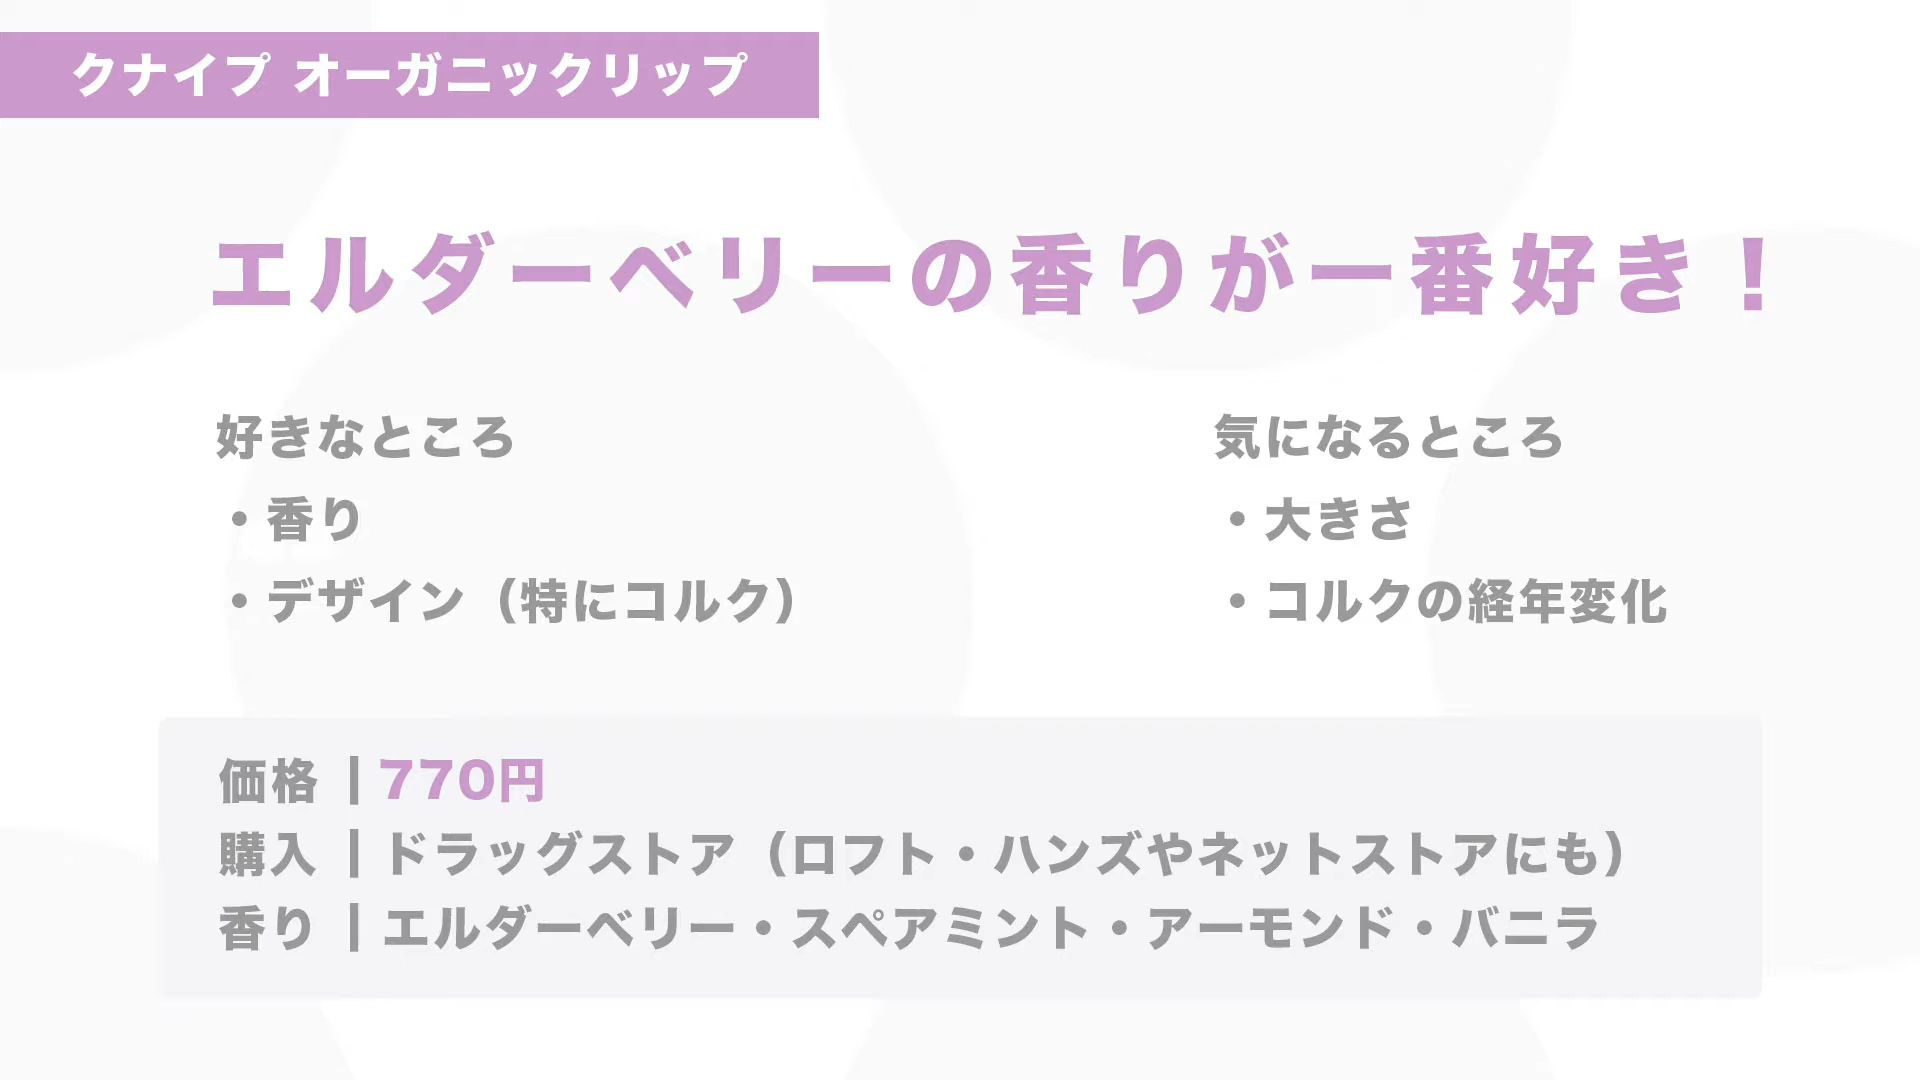 クナイプ オーガニックリップ
エルダーベリーの香りが一番好き！
好きなところ
・香り
・デザイン（特にコルク）
気になるところ
・大きさ
・コルクの経年変化
価格 | 770円
購入 | ドラッグストア（ロフト・ハンズやネットストアにも）
香り | エルダーベリー・スペアミント・アーモンド・バニラ